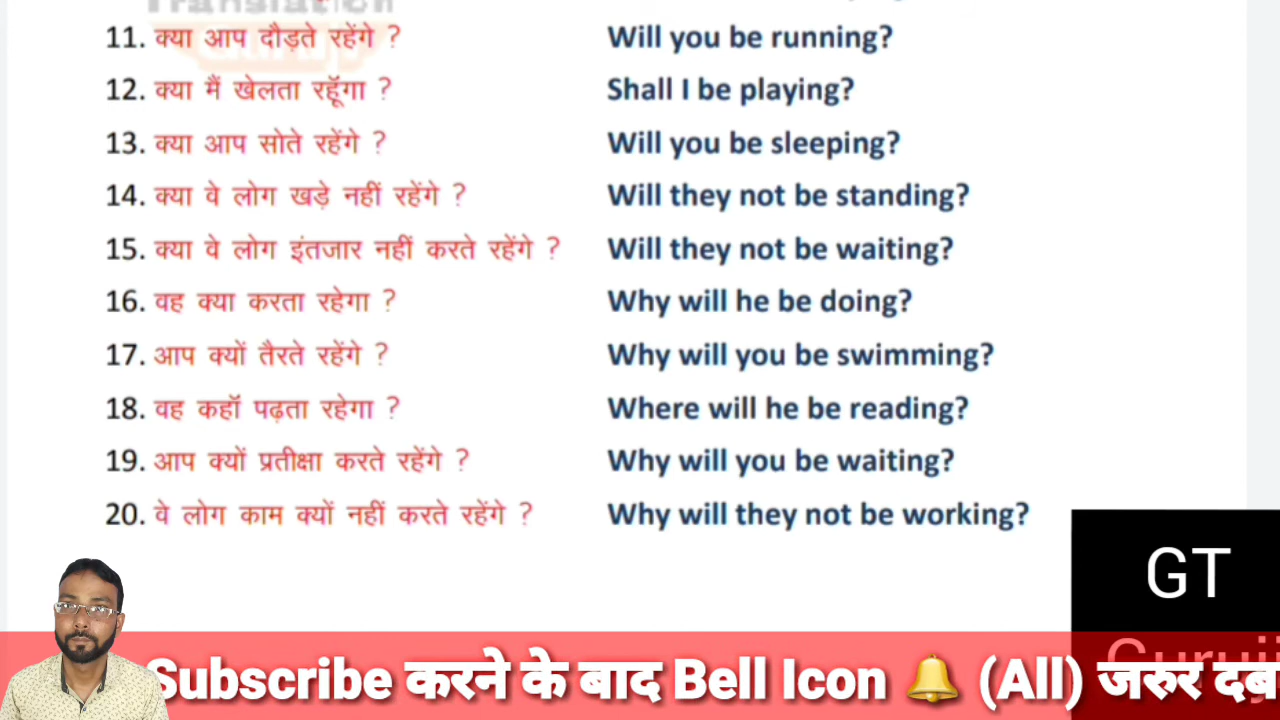 Translation
11. क्या आप दौड़ते रहेंगे ? Will you be running?
12. क्या मैं खेलता रहूॅगा ? Shall I be playing?
13. क्या आप सोते रहेंगे ? Will you be sleeping?
14. क्या वे लोग खड़े नहीं रहेंगे ? Will they not be standing?
15. क्या वे लोग इंतजार नहीं करते रहेंगे ? Will they not be waiting?
16. वह क्या करता रहेगा ? Why will he be doing?
17. आप क्यों तैरते रहेंगे ? Why will you be swimming?
18. वह कहॉ पढ़ता रहेगा ? Where will he be reading?
19. आप क्यों प्रतीक्षा करते रहेंगे ? Why will you be waiting?
20. वे लोग काम क्यों नहीं करते रहेंगे ? Why will they not be working?
GT
Guruji
Subscribe करने के बाद Bell Icon 🔔 (All) जरुर दब